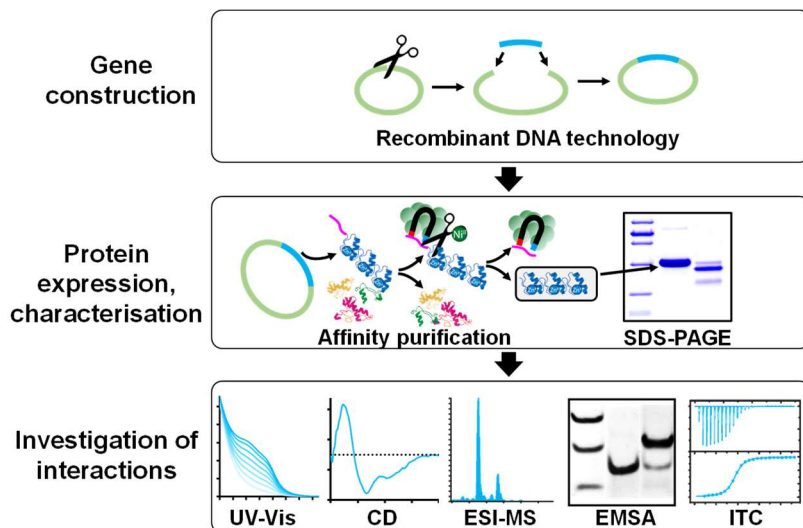 Gene
construction
Recombinant DNA technology
Protein
expression,
characterisation
Affinity purification
SDS-PAGE
Investigation of
interactions
UV-Vis
CD
ESI-MS
EMSA
ITC